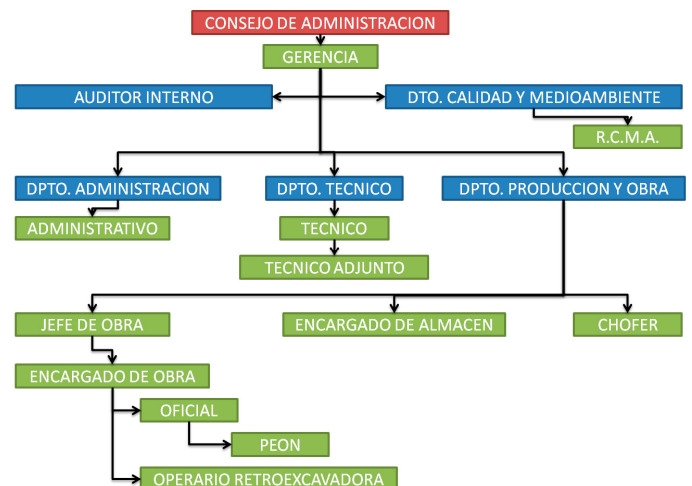 CONSEJO DE ADMINISTRACION
GERENCIA
AUDITOR INTERNO
DTO. CALIDAD Y MEDIOAMBIENTE
R.C.M.A.
DPTO. ADMINISTRACION
DPTO. TECNICO
DPTO. PRODUCCION Y OBRA
ADMINISTRATIVO
TECNICO
TECNICO ADJUNTO
JEFE DE OBRA
ENCARGADO DE ALMACEN
CHOFER
ENCARGADO DE OBRA
OFICIAL
PEON
OPERARIO RETROEXCAVADORA